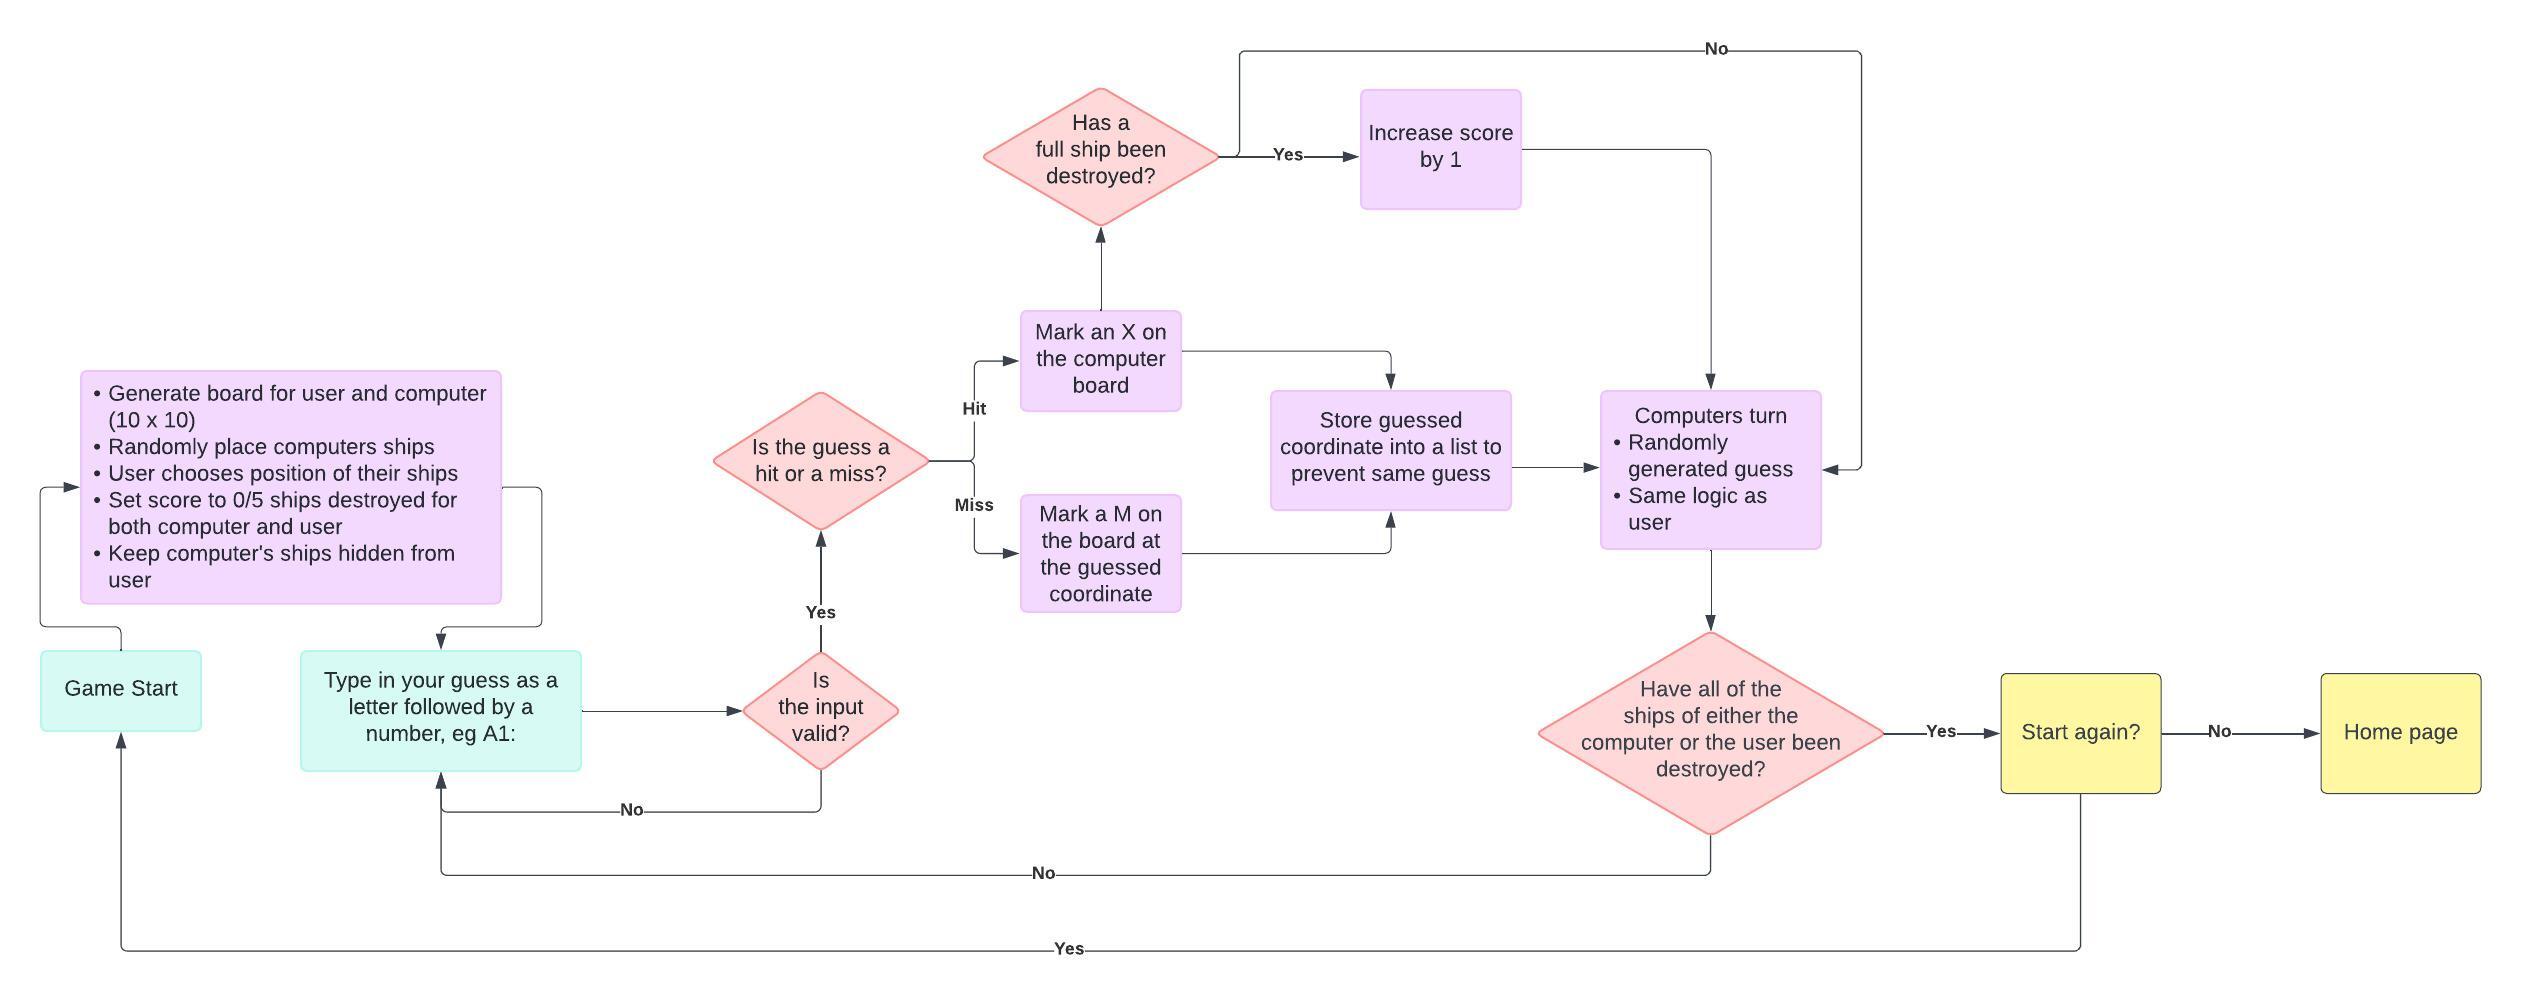 No
Has a
full ship been
destroyed?
Yes
Increase score
by 1
Mark an X on
the computer
board
Hit
• Generate board for user and computer
(10 x 10)
• Randomly place computers ships
• User chooses position of their ships
• Set score to 0/5 ships destroyed for
both computer and user
• Keep computer's ships hidden from
user
Is the guess a
hit or a miss?
Miss
Mark a M on
the board at
the guessed
coordinate
Store guessed
coordinate into a list to
prevent same guess
Computers turn
• Randomly
generated guess
• Same logic as
user
Yes
Game Start
Type in your guess as a
letter followed by a
number, eg A1:
Is
the input
valid?
No
Have all of the
ships of either the
computer or the user been
destroyed?
Yes
Start again?
No
Home page
No
Yes